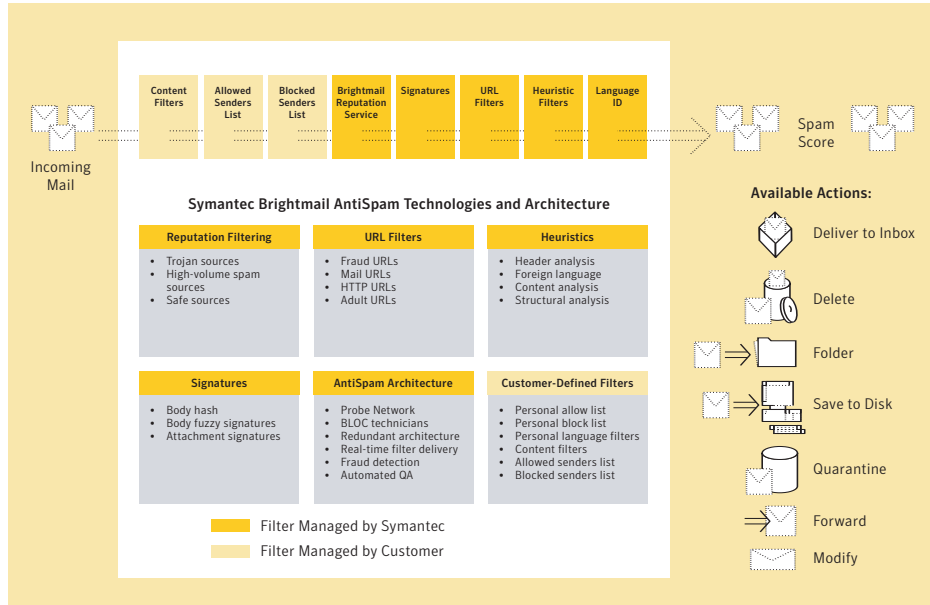 Content
Filters
Allowed
Senders
List
Blocked
Senders
List
Brightmail
Reputation
Service
Signatures
URL
Filters
Heuristic
Filters
Language
ID
Incoming
Mail
Spam
Score
Symantec Brightmail AntiSpam Technologies and Architecture
Reputation Filtering
• Trojan sources
• High-volume spam
sources
• Safe sources
URL Filters
• Fraud URLs
• Mail URLs
• HTTP URLs
• Adult URLs
Heuristics
• Header analysis
• Foreign language
• Content analysis
• Structural analysis
Signatures
• Body hash
• Body fuzzy signatures
• Attachment signatures
AntiSpam Architecture
• Probe Network
• BLOC technicians
• Redundant architecture
• Real-time filter delivery
• Fraud detection
• Automated QA
Customer-Defined Filters
• Personal allow list
• Personal block list
• Personal language filters
• Content filters
• Allowed senders list
• Blocked senders list
Filter Managed by Symantec
Filter Managed by Customer
Available Actions:
Deliver to Inbox
Delete
Folder
Save to Disk
Quarantine
Forward
Modify